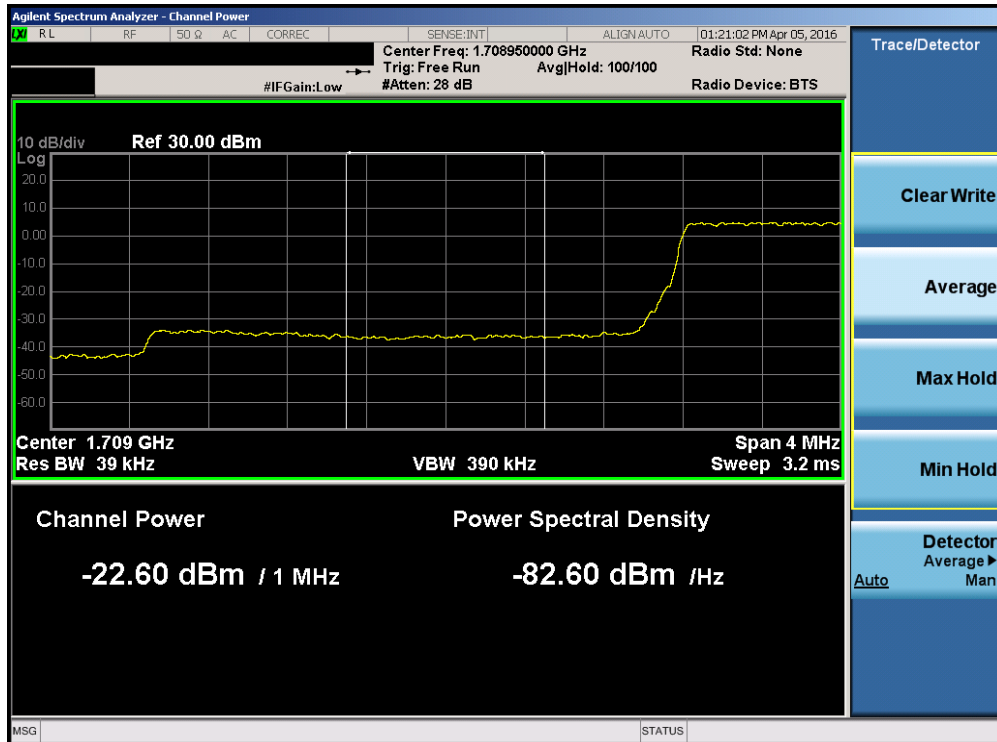 Agilent Spectrum Analyzer - Channel Power
LXI RL RF 50 Ω AC CORREC SENSE:INT ALIGN AUTO 01:21:02 PM Apr 05, 2016
Center Freq: 1.708950000 GHz Radio Std: None
Trig: Free Run Avg|Hold: 100/100
#IFGain:Low #Atten: 28 dB Radio Device: BTS
Trace/Detector
10 dB/div Ref 30.00 dBm
Log
20.0
10.0
0.00
-10.0
-20.0
-30.0
-40.0
-50.0
-60.0
Center 1.709 GHz Span 4 MHz
Res BW 39 kHz VBW 390 kHz Sweep 3.2 ms
Channel Power Power Spectral Density
-22.60 dBm / 1 MHz -82.60 dBm /Hz
Clear Write
Average
Max Hold
Min Hold
Detector
Average▶
Auto Man
MSG STATUS